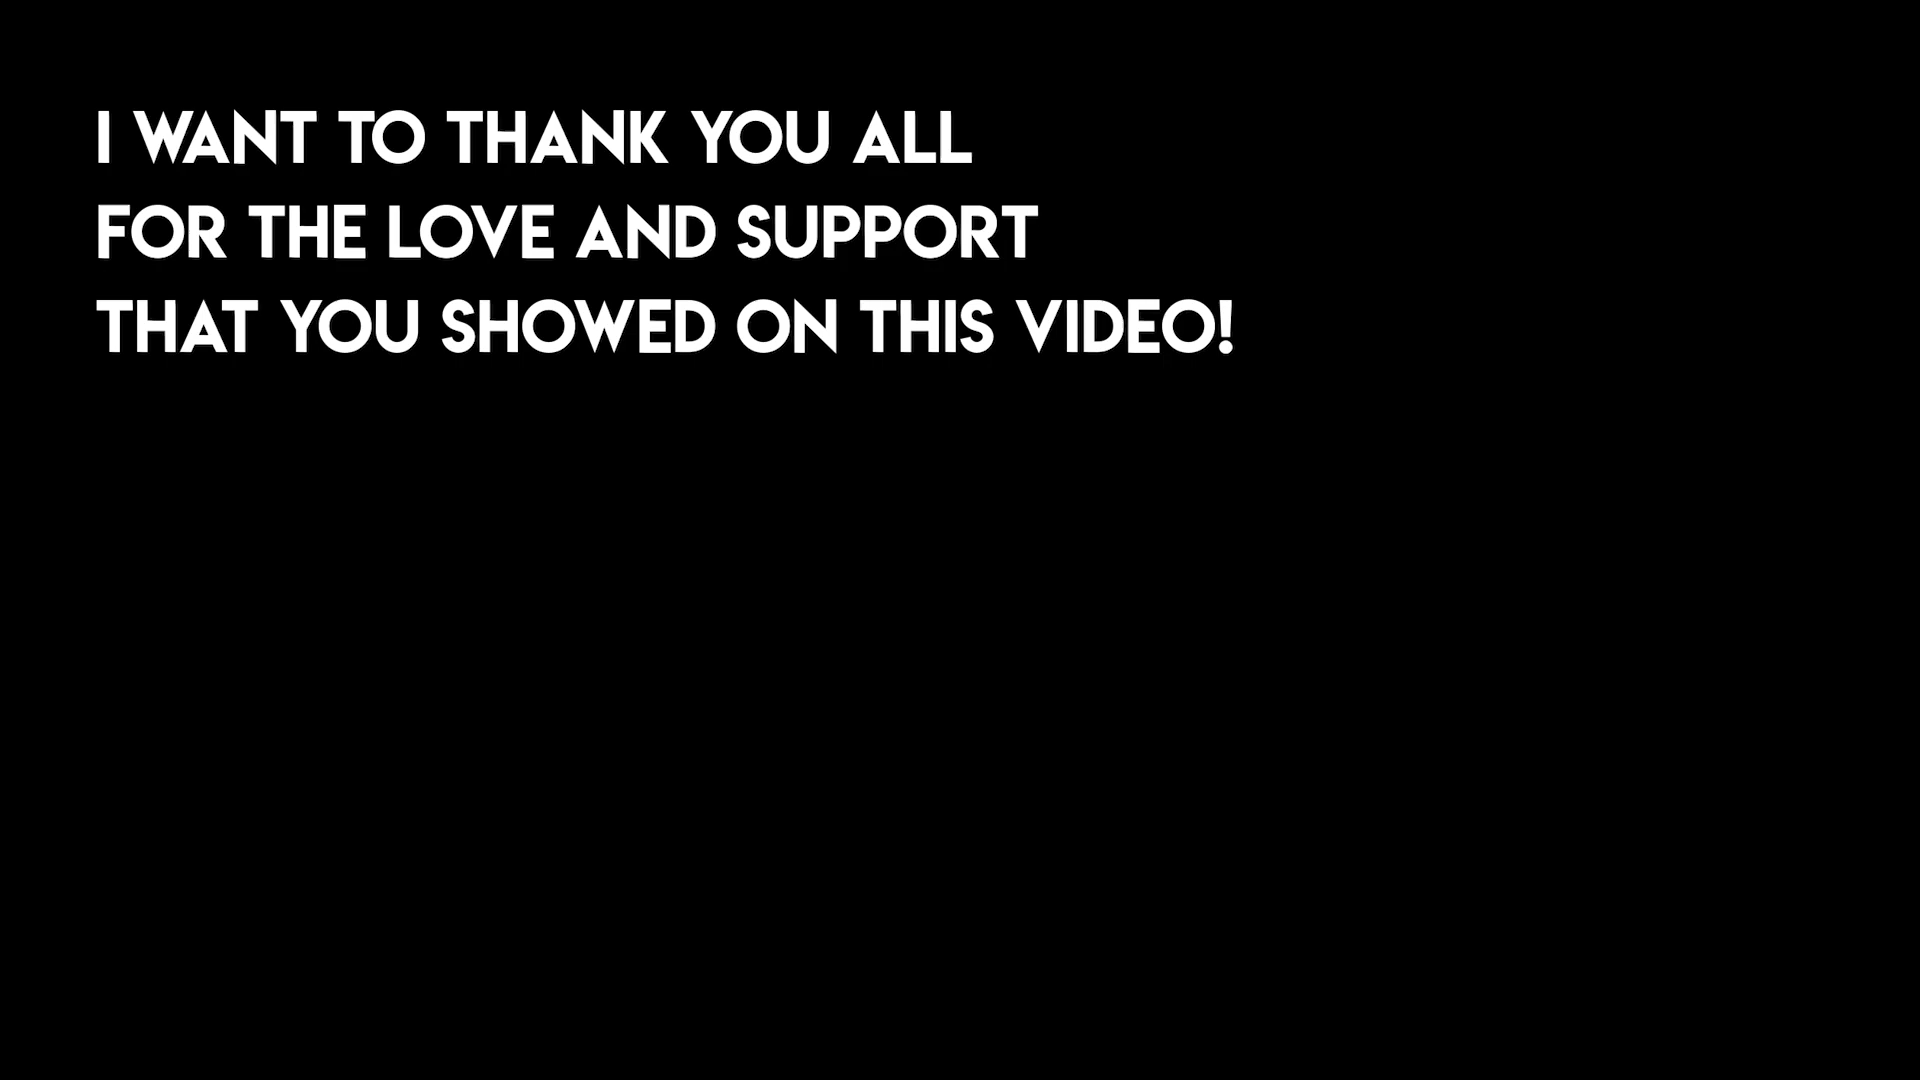 I WANT TO THANK YOU ALL
FOR THE LOVE AND SUPPORT
THAT YOU SHOWED ON THIS VIDEO!